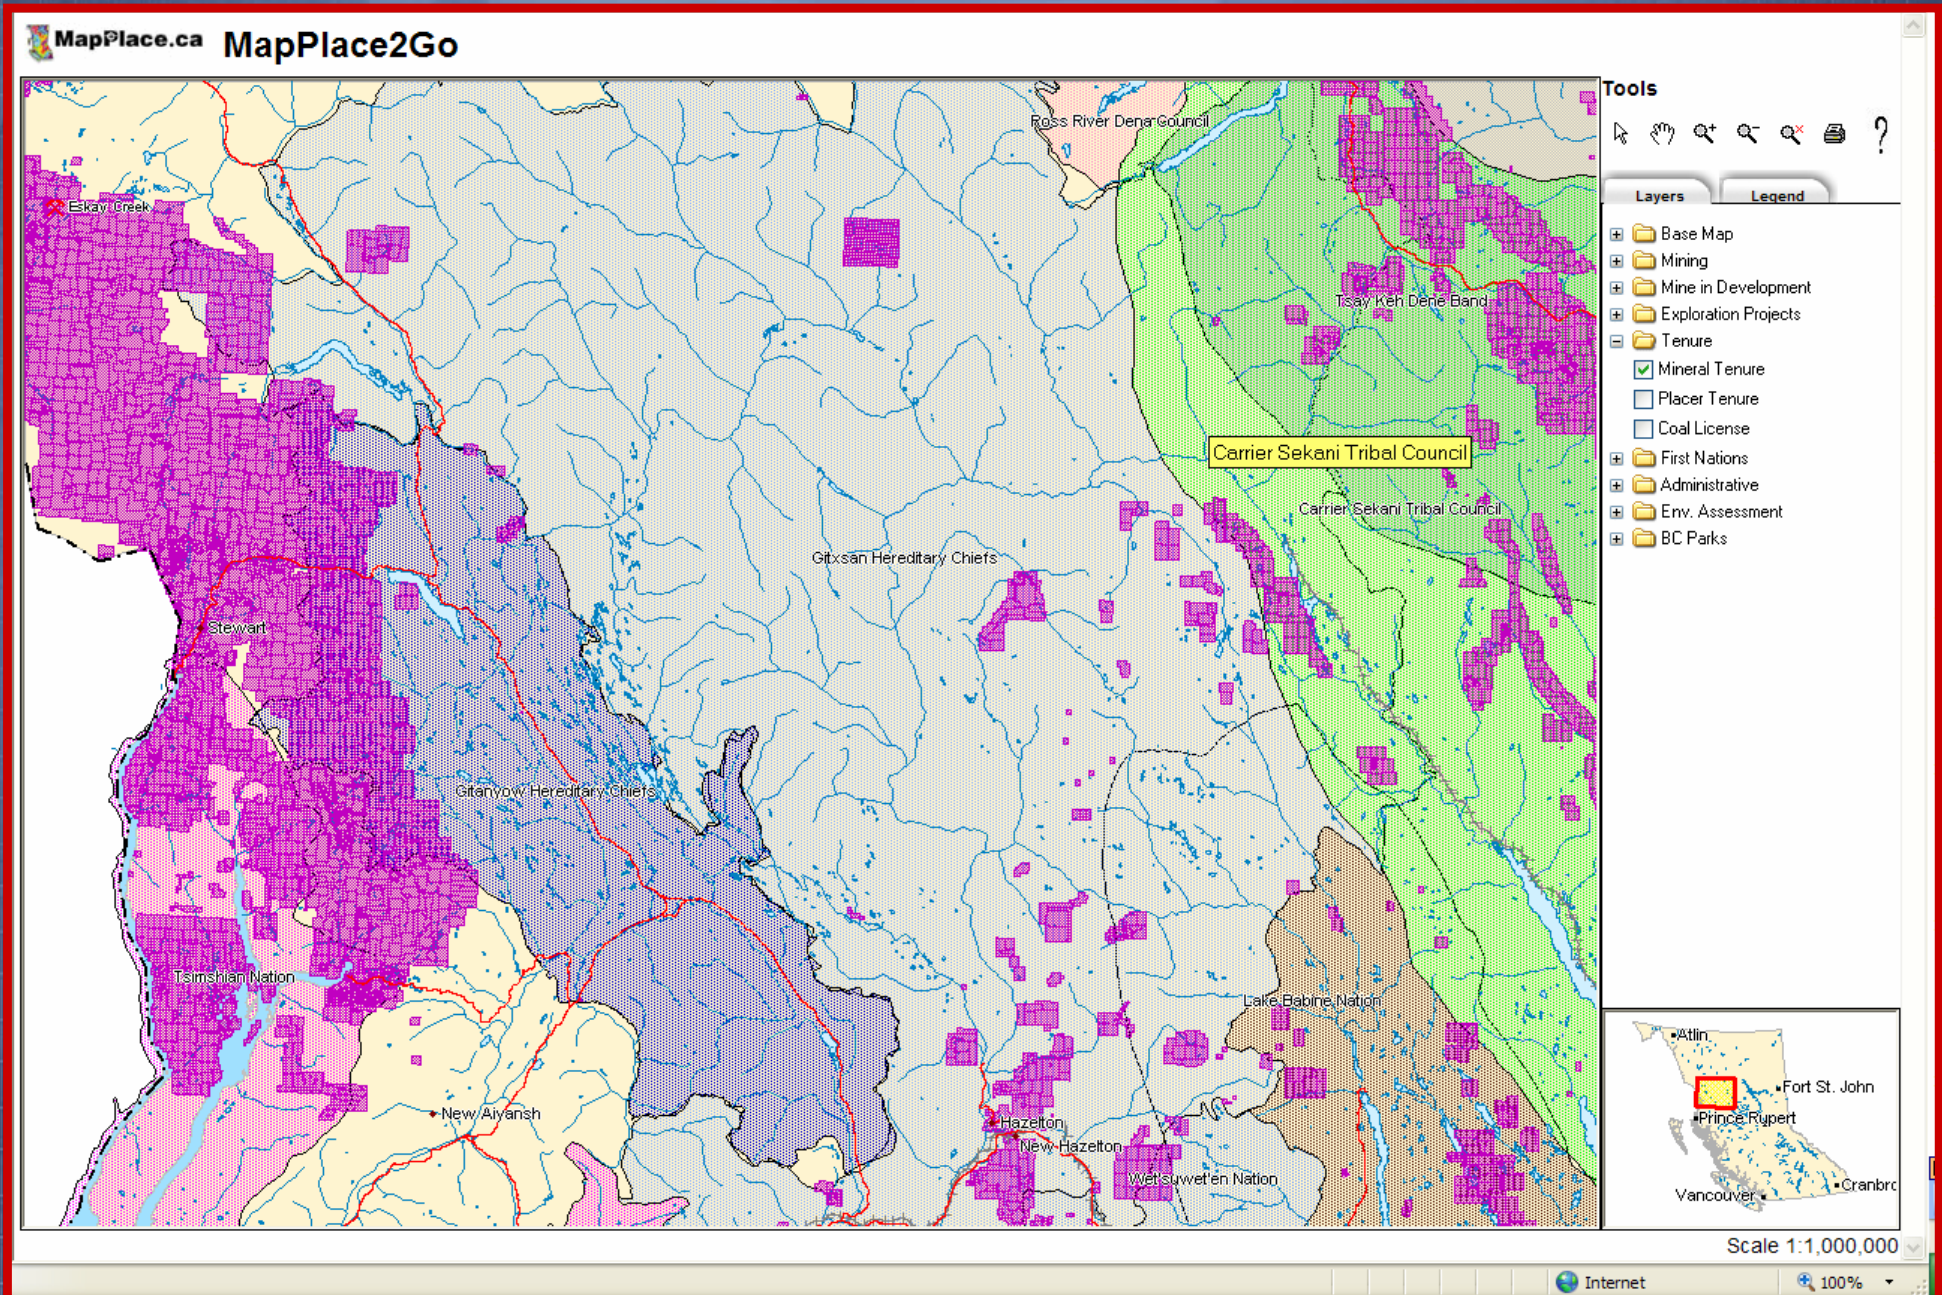 MapPlace.ca MapPlace2Go
Tools
Layers Legend
Base Map
Mining
Mine in Development
Exploration Projects
Tenure
Mineral Tenure
Placer Tenure
Coal License
First Nations
Administrative
Env. Assessment
BC Parks
Ross River Dena Council
Eskay Creek
Tsay Keh Dene Band
Carrier Sekani Tribal Council
Carrier Sekani Tribal Council
Gitxsan Hereditary Chiefs
Stewart
Gitanyow Hereditary Chiefs
Tsimshian Nation
Lake Babine Nation
New Aiyansh
Hazelton
New Hazelton
Wet'suwet'en Nation
Atlin
Fort St. John
Prince Rupert
Vancouver
Cranbrc
Scale 1:1,000,000
Internet 100%